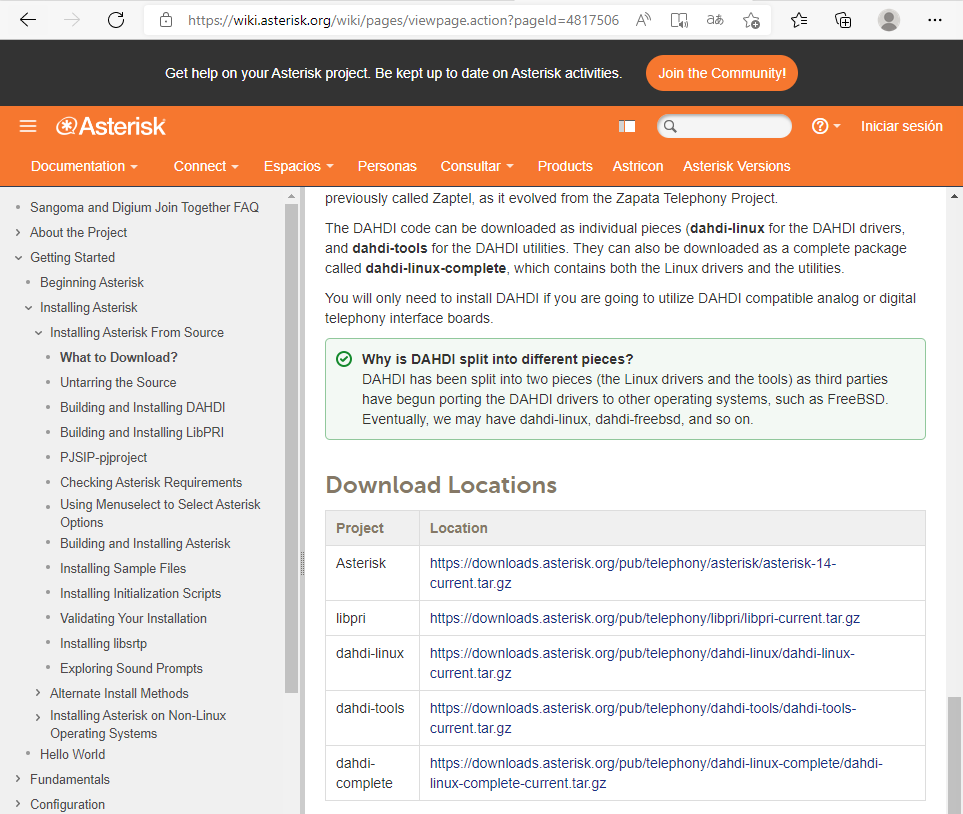 https://wiki.asterisk.org/wiki/pages/viewpage.action?pageId=4817506
Get help on your Asterisk project. Be kept up to date on Asterisk activities.
Join the Community!
Asterisk
Iniciar sesión
Documentation
Connect
Espacios
Personas
Consultar
Products
Astricon
Asterisk Versions
Sangoma and Digium Join Together FAQ
About the Project
Getting Started
Beginning Asterisk
Installing Asterisk
Installing Asterisk From Source
What to Download?
Untarring the Source
Building and Installing DAHDI
Building and Installing LibPRI
PJSIP-pjproject
Checking Asterisk Requirements
Using Menuselect to Select Asterisk
Options
Building and Installing Asterisk
Installing Sample Files
Installing Initialization Scripts
Validating Your Installation
Installing libsrtp
Exploring Sound Prompts
Alternate Install Methods
Installing Asterisk on Non-Linux
Operating Systems
Hello World
Fundamentals
Configuration
previously called Zaptel, as it evolved from the Zapata Telephony Project.
The DAHDI code can be downloaded as individual pieces (dahdi-linux for the DAHDI drivers,
and dahdi-tools for the DAHDI utilities. They can also be downloaded as a complete package
called dahdi-linux-complete, which contains both the Linux drivers and the utilities.
You will only need to install DAHDI if you are going to utilize DAHDI compatible analog or digital
telephony interface boards.
Why is DAHDI split into different pieces?
DAHDI has been split into two pieces (the Linux drivers and the tools) as third parties
have begun porting the DAHDI drivers to other operating systems, such as FreeBSD.
Eventually, we may have dahdi-linux, dahdi-freebsd, and so on.
Download Locations
Project Location
Asterisk https://downloads.asterisk.org/pub/telephony/asterisk/asterisk-14-
current.tar.gz
libpri https://downloads.asterisk.org/pub/telephony/libpri/libpri-current.tar.gz
dahdi-linux https://downloads.asterisk.org/pub/telephony/dahdi-linux/dahdi-linux-
current.tar.gz
dahdi-tools https://downloads.asterisk.org/pub/telephony/dahdi-tools/dahdi-tools-
current.tar.gz
dahdi- https://downloads.asterisk.org/pub/telephony/dahdi-linux-complete/dahdi-
complete linux-complete-current.tar.gz